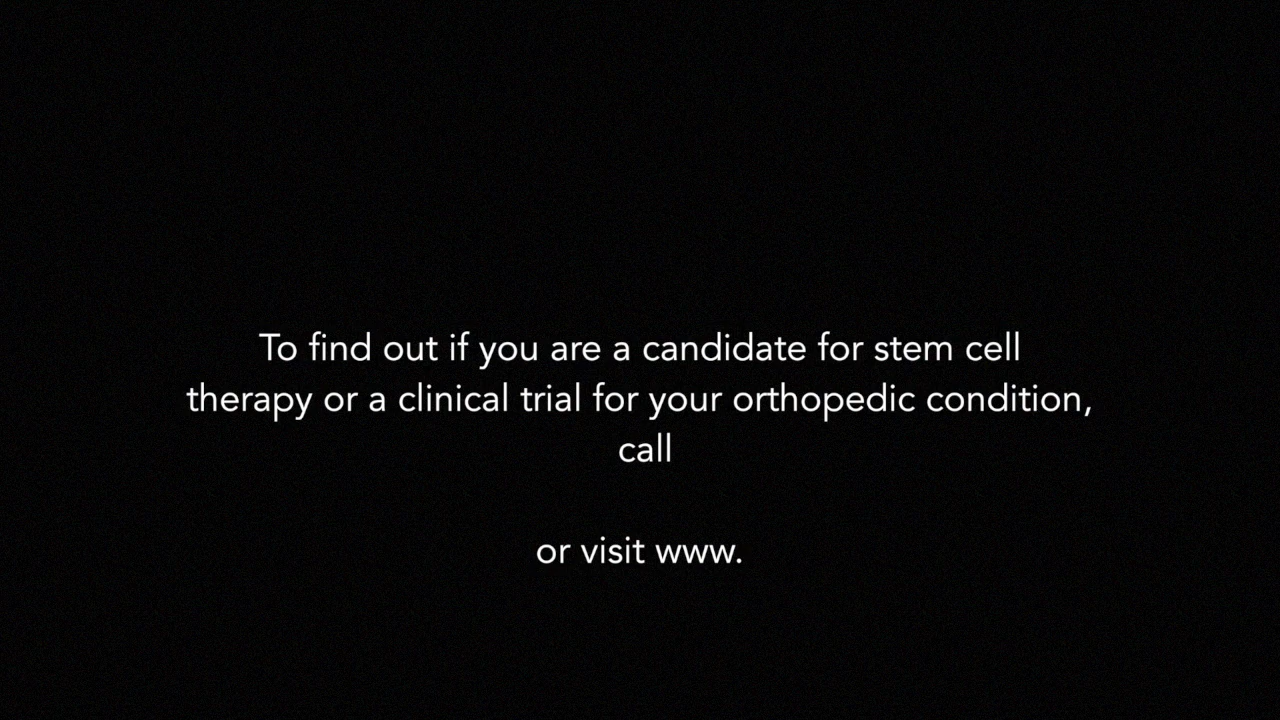 To find out if you are a candidate for stem cell
therapy or a clinical trial for your orthopedic condition,
call
or visit www.